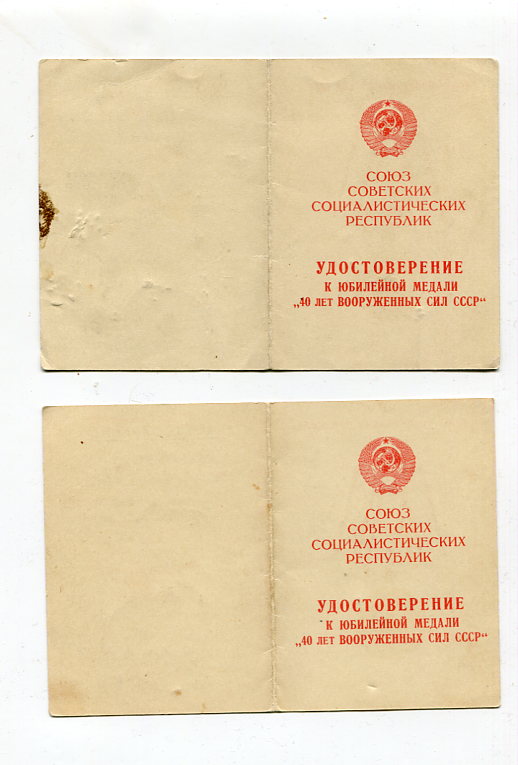 СОЮЗ
СОВЕТСКИХ
СОЦИАЛИСТИЧЕСКИХ
РЕСПУБЛИК
УДОСТОВЕРЕНИЕ
К ЮБИЛЕЙНОЙ МЕДАЛИ
„40 ЛЕТ ВООРУЖЕННЫХ СИЛ СССР“
СОЮЗ
СОВЕТСКИХ
СОЦИАЛИСТИЧЕСКИХ
РЕСПУБЛИК
УДОСТОВЕРЕНИЕ
К ЮБИЛЕЙНОЙ МЕДАЛИ
„40 ЛЕТ ВООРУЖЕННЫХ СИЛ СССР“